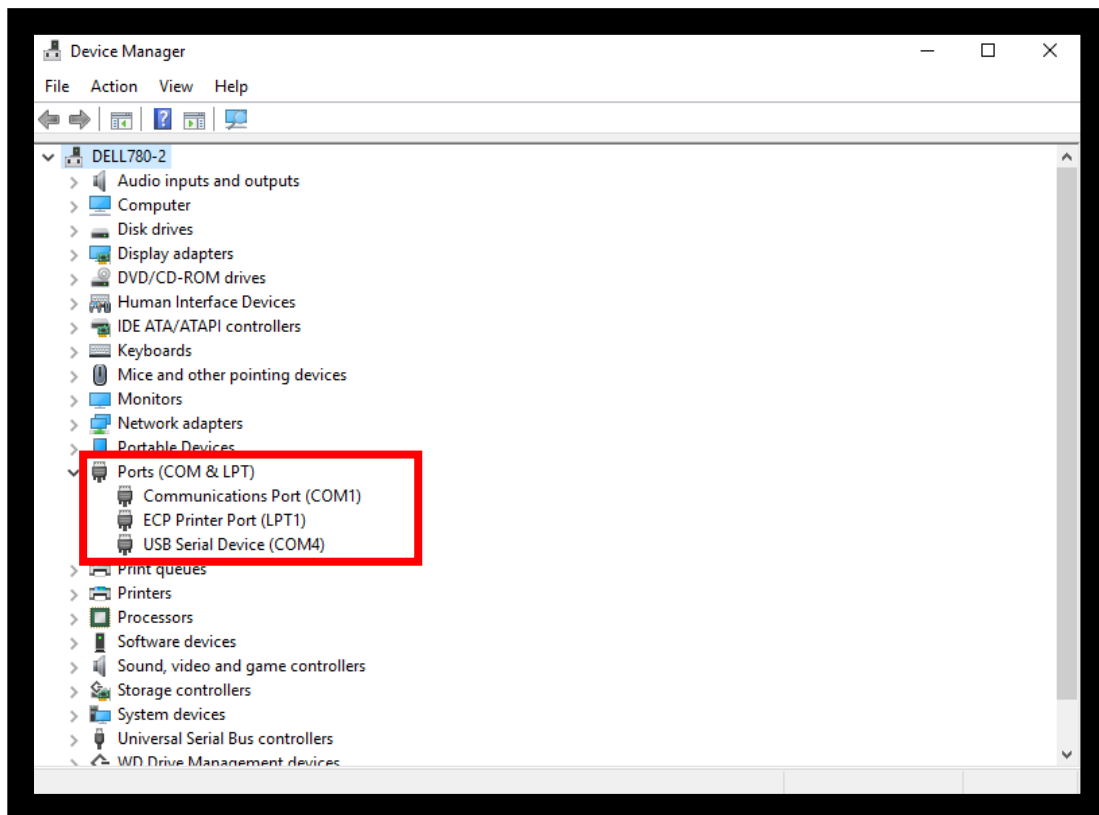 Device Manager
File Action View Help
DELL780-2
Audio inputs and outputs
Computer
Disk drives
Display adapters
DVD/CD-ROM drives
Human Interface Devices
IDE ATA/ATAPI controllers
Keyboards
Mice and other pointing devices
Monitors
Network adapters
Portable Devices
Ports (COM & LPT)
Communications Port (COM1)
ECP Printer Port (LPT1)
USB Serial Device (COM4)
Print queues
Printers
Processors
Software devices
Sound, video and game controllers
Storage controllers
System devices
Universal Serial Bus controllers
WD Drive Management devices